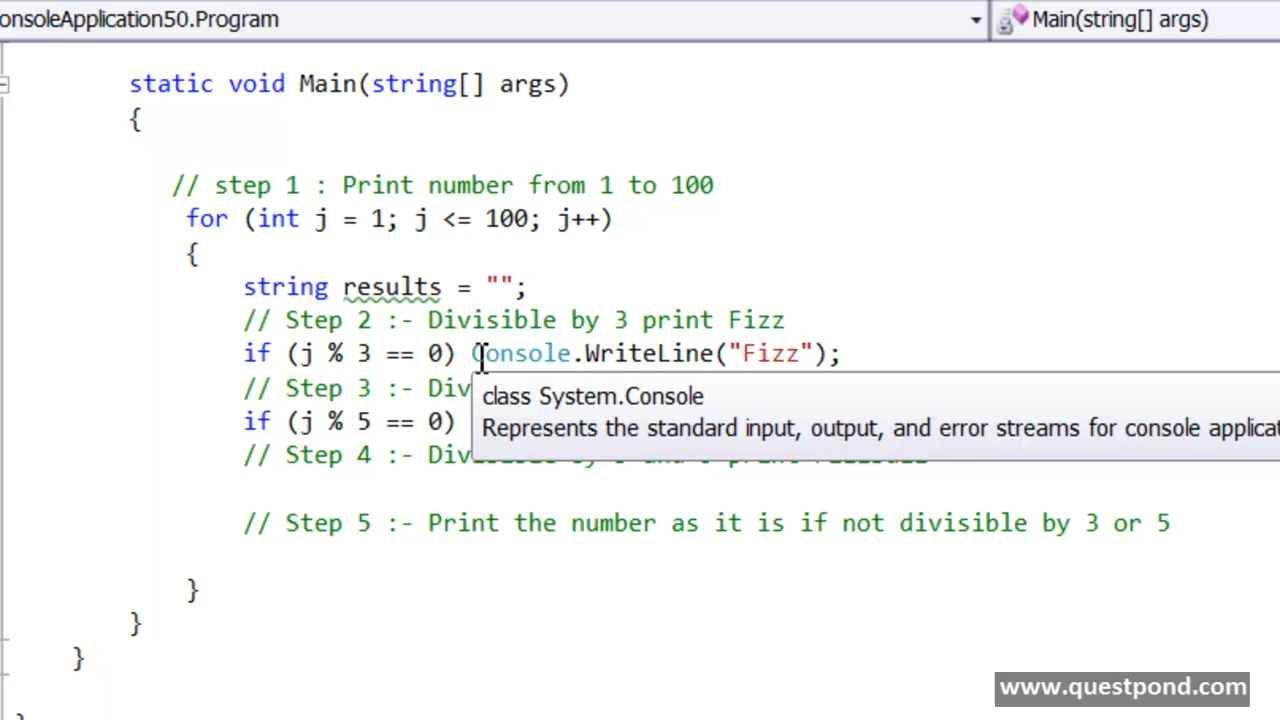 onsoleApplication50.Program
Main(string[] args)
static void Main(string[] args)
{
// step 1 : Print number from 1 to 100
for (int j = 1; j <= 100; j++)
{
string results = "";
// Step 2 :- Divisible by 3 print Fizz
if (j % 3 == 0) Console.WriteLine("Fizz");
// Step 3 :- Div
class System.Console
if (j % 5 == 0)
Represents the standard input, output, and error streams for console applicat
// Step 4 :- Div
// Step 5 :- Print the number as it is if not divisible by 3 or 5
}
}
}
www.questpond.com